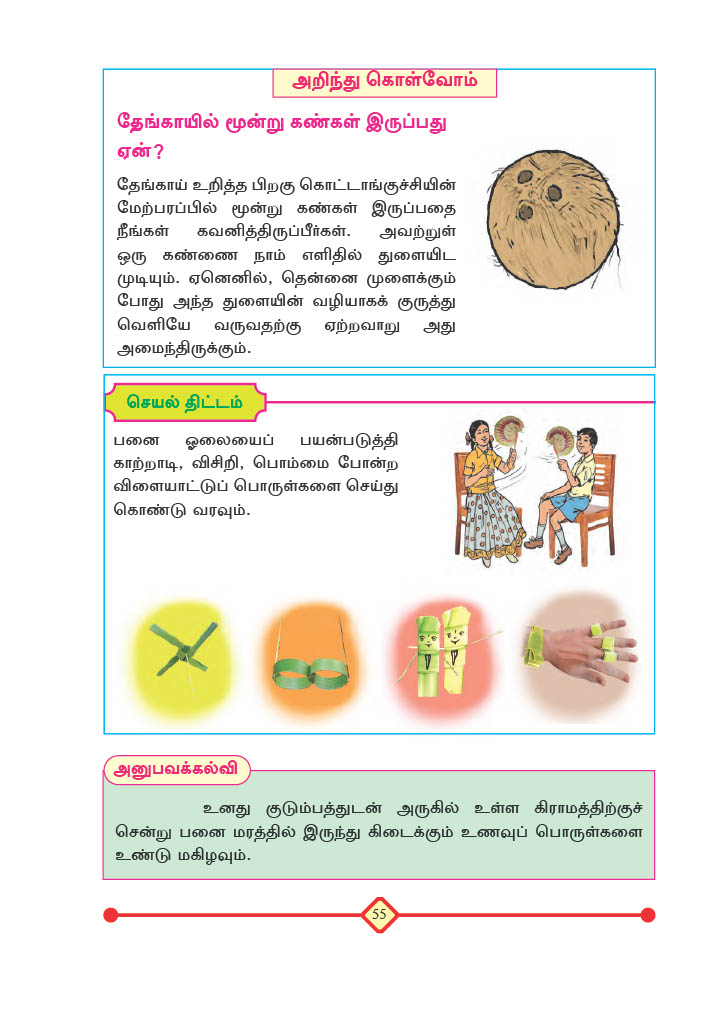 அறிந்து கொள்வோம்
தேங்காயில் மூன்று கண்கள் இருப்பது
ஏன்?
தேங்காய் உறித்த பிறகு கொட்டாங்குச்சியின்
மேற்பரப்பில் மூன்று கண்கள் இருப்பதை
நீங்கள் கவனித்திருப்பீர்கள். அவற்றுள்
ஒரு கண்ணை நாம் எளிதில் துளையிட
முடியும். ஏனெனில், தென்னை முளைக்கும்
போது அந்த துளையின் வழியாகக் குருத்து
வெளியே வருவதற்கு ஏற்றவாறு அது
அமைந்திருக்கும்.
செயல் திட்டம்
பனை ஓலையைப் பயன்படுத்தி
காற்றாடி, விசிறி, பொம்மை போன்ற
விளையாட்டுப் பொருள்களை செய்து
கொண்டு வரவும்.
அனுபவக்கல்வி
உனது குடும்பத்துடன் அருகில் உள்ள கிராமத்திற்குச்
சென்று பனை மரத்தில் இருந்து கிடைக்கும் உணவுப் பொருள்களை
உண்டு மகிழவும்.
55